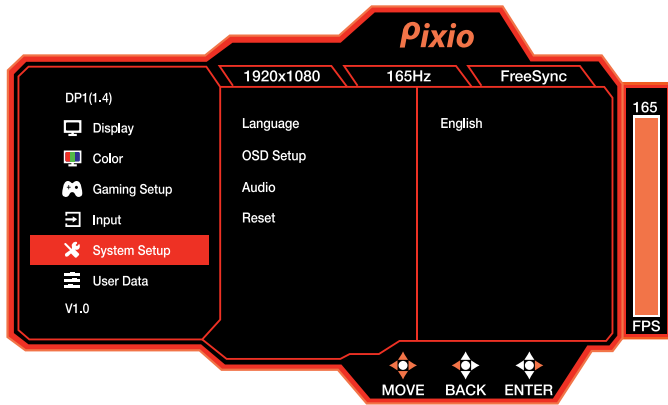 Pixio
1920x1080
165Hz
FreeSync
DP1(1.4)
Display
Color
Gaming Setup
Input
System Setup
User Data
V1.0
Language
OSD Setup
Audio
Reset
English
165
FPS
MOVE
BACK
ENTER